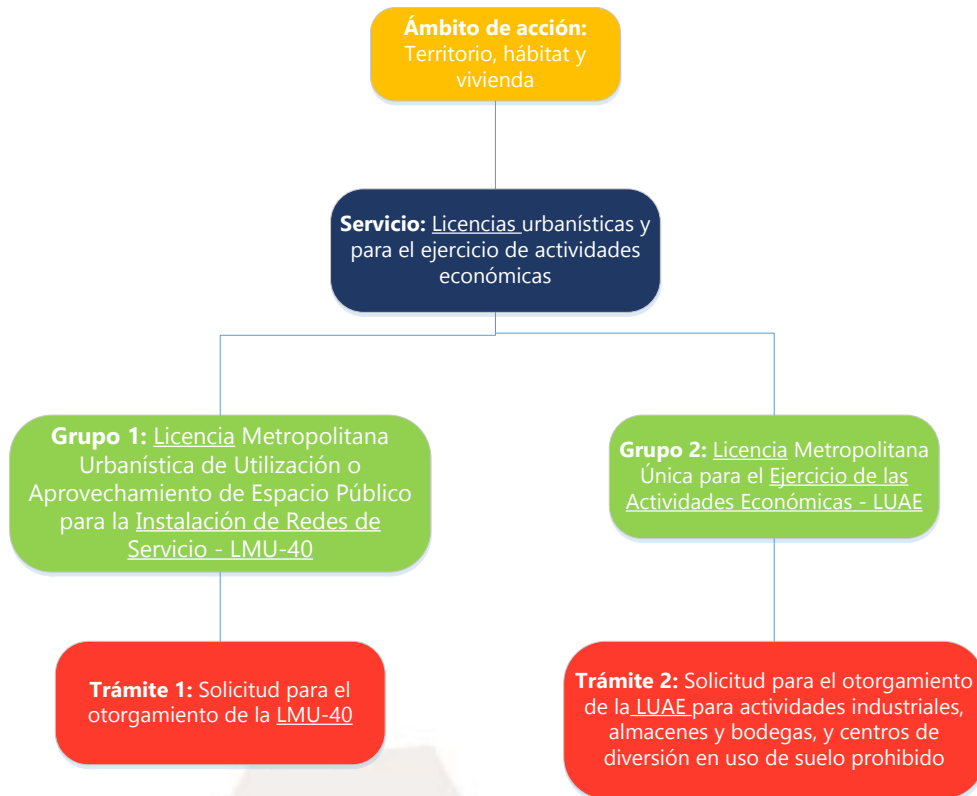 Ámbito de acción:
Territorio, hábitat y
vivienda
Servicio: Licencias urbanísticas y
para el ejercicio de actividades
económicas
Grupo 1: Licencia Metropolitana
Urbanística de Utilización o
Aprovechamiento de Espacio Público
para la Instalación de Redes de
Servicio - LMU-40
Grupo 2: Licencia Metropolitana
Única para el Ejercicio de las
Actividades Económicas - LUAE
Trámite 1: Solicitud para el
otorgamiento de la LMU-40
Trámite 2: Solicitud para el otorgamiento
de la LUAE para actividades industriales,
almacenes y bodegas, y centros de
diversión en uso de suelo prohibido